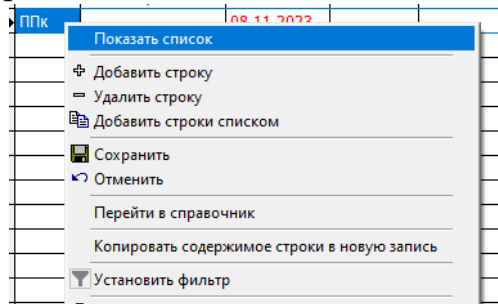 ППк 08.11.2023
Показать список
Добавить строку
Удалить строку
Добавить строки списком
Сохранить
Отменить
Перейти в справочник
Копировать содержимое строки в новую запись
Установить фильтр